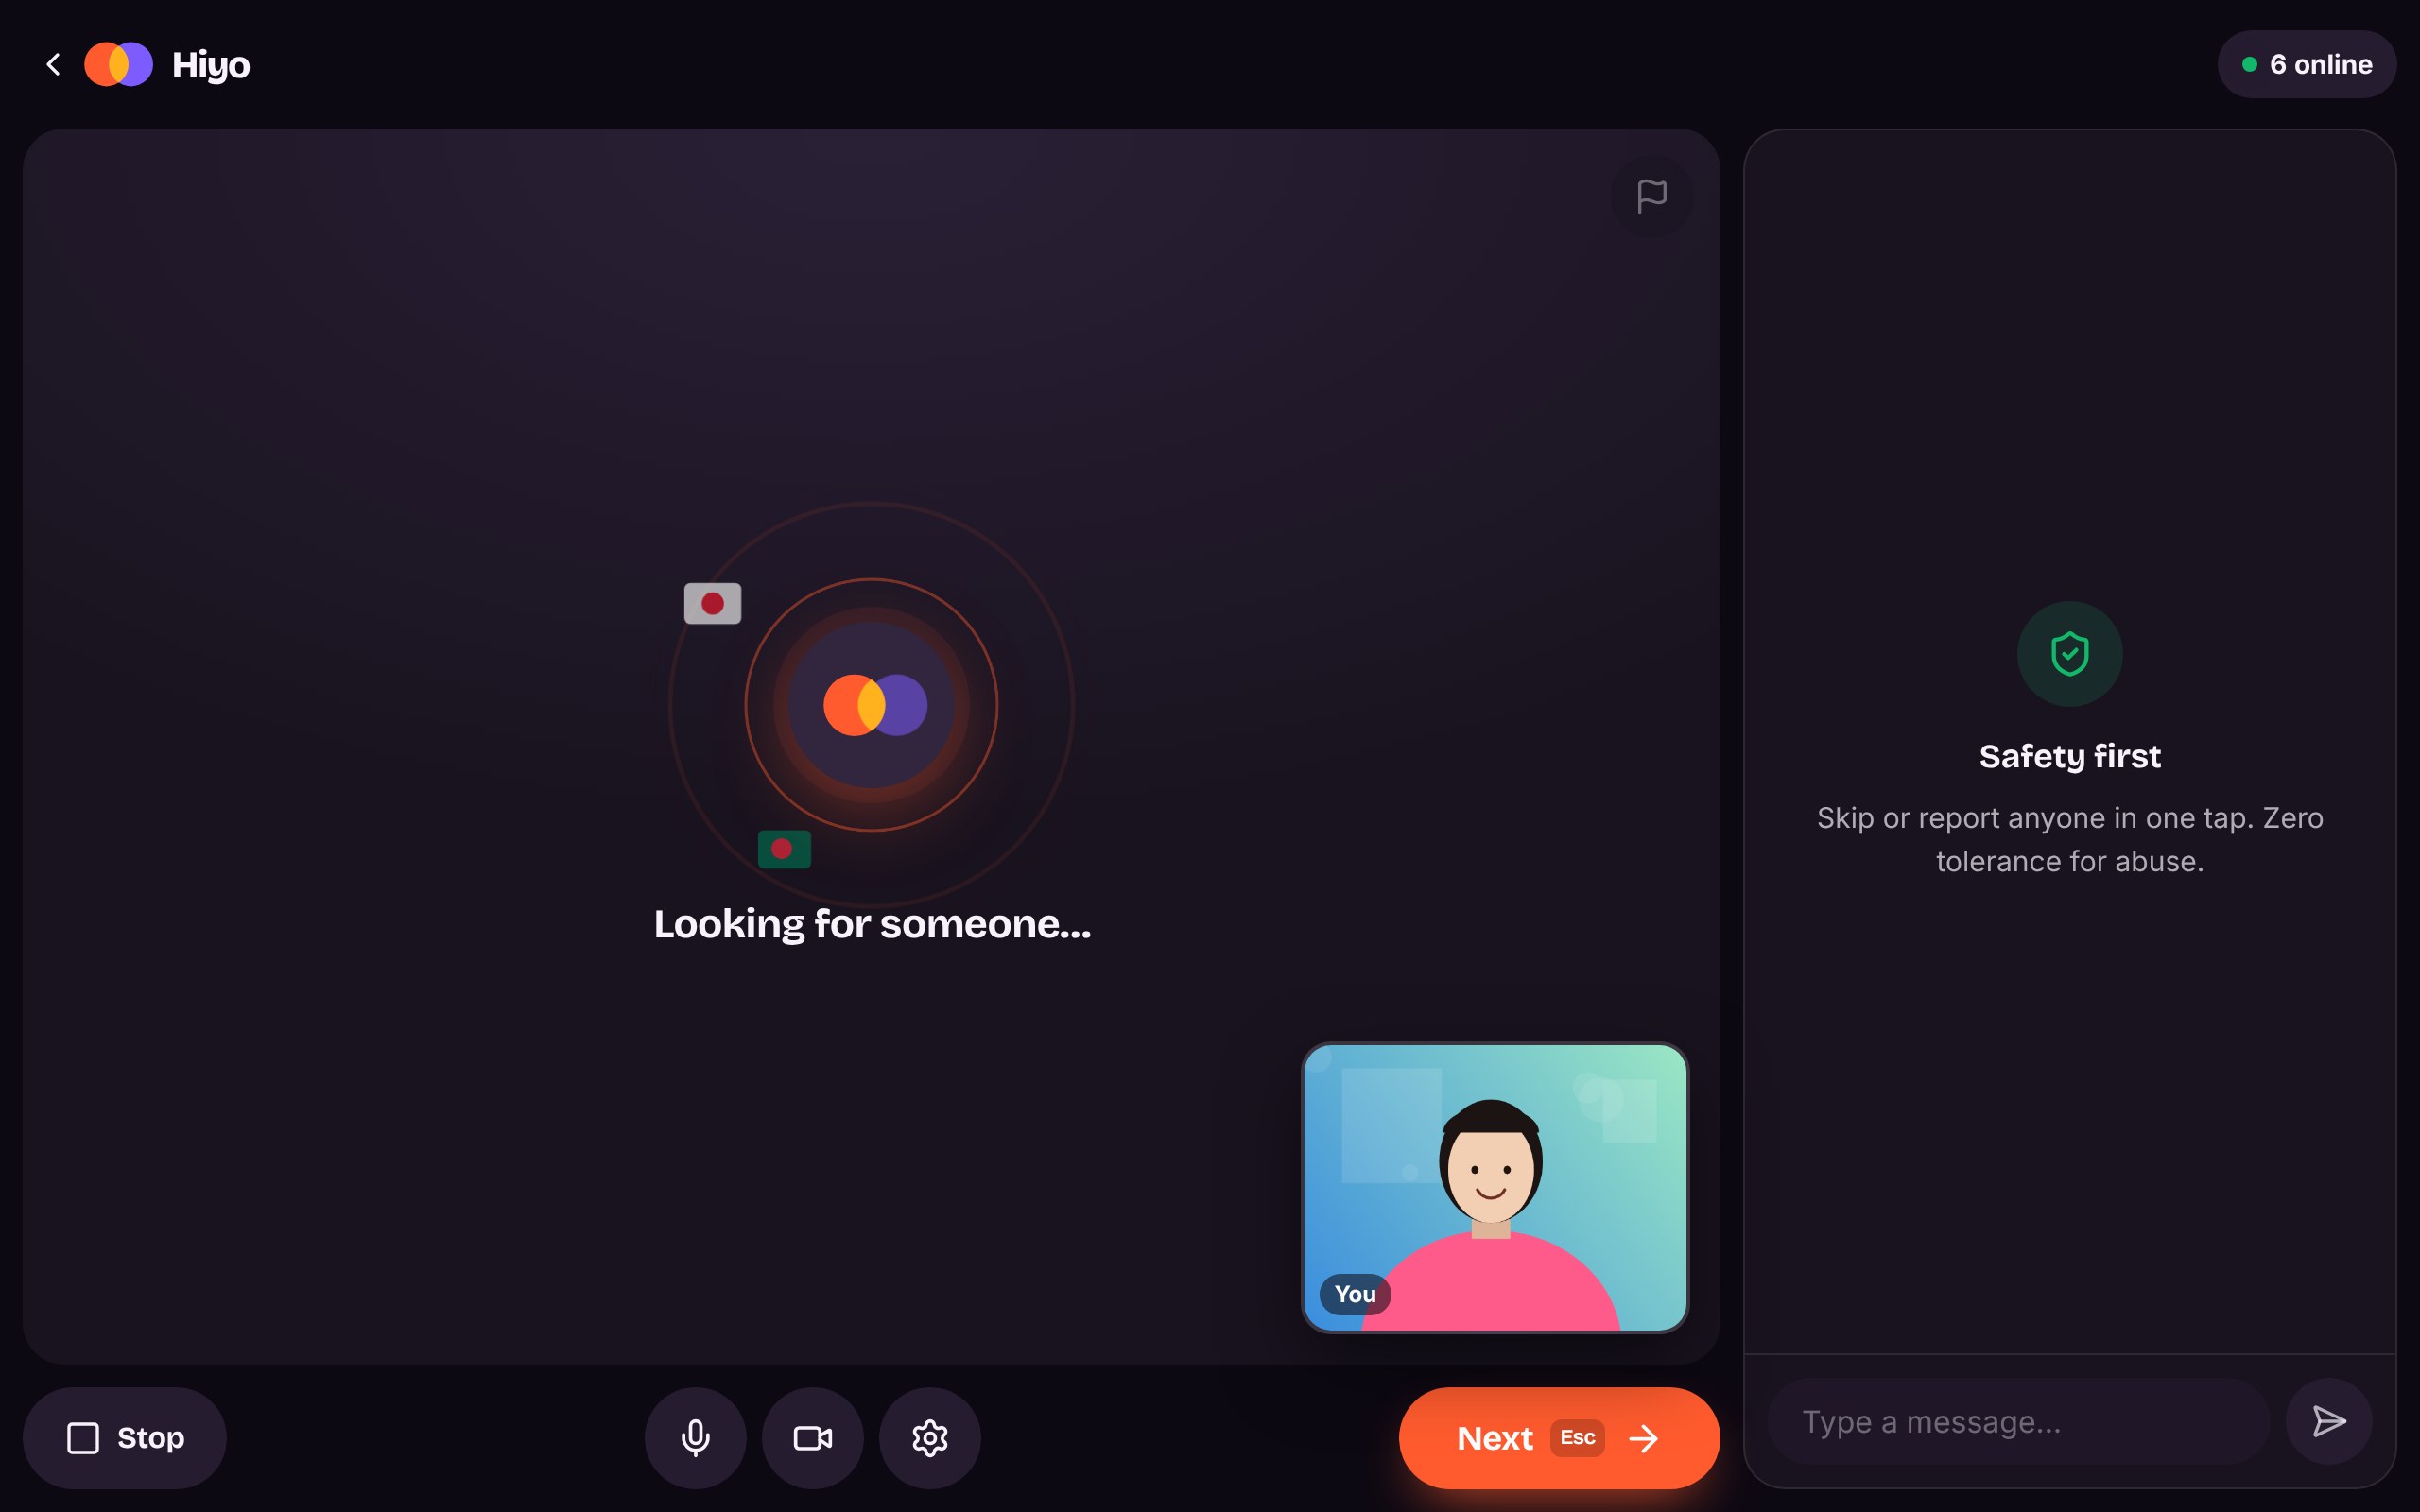 Hiyo
6 online
Looking for someone...
You
Safety first
Skip or report anyone in one tap. Zero
tolerance for abuse.
Stop
Next Esc
Type a message...